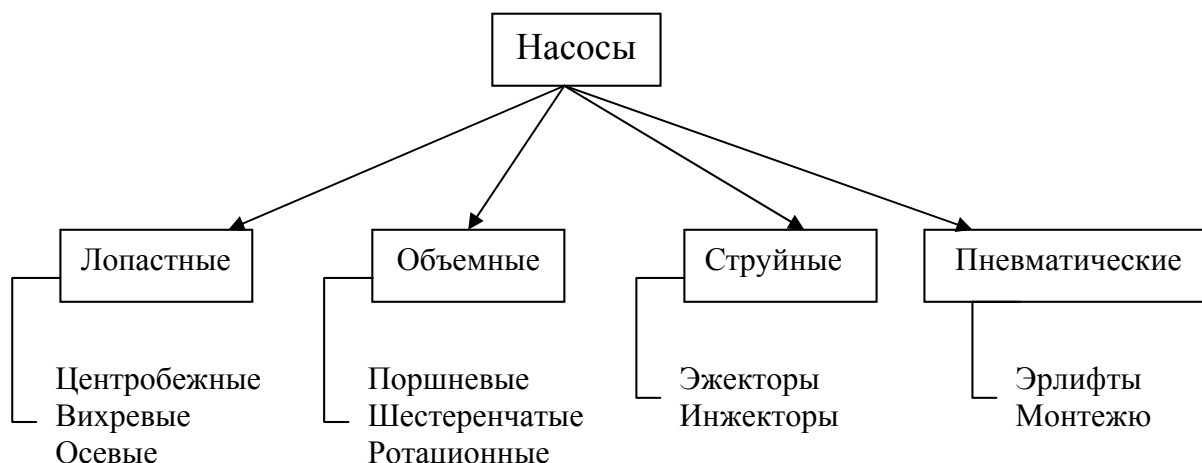 Насосы
Лопастные
Объемные
Струйные
Пневматические
Центробежные
Вихревые
Осевые
Поршневые
Шестеренчатые
Ротационные
Эжекторы
Инжекторы
Эрлифты
Монтежю